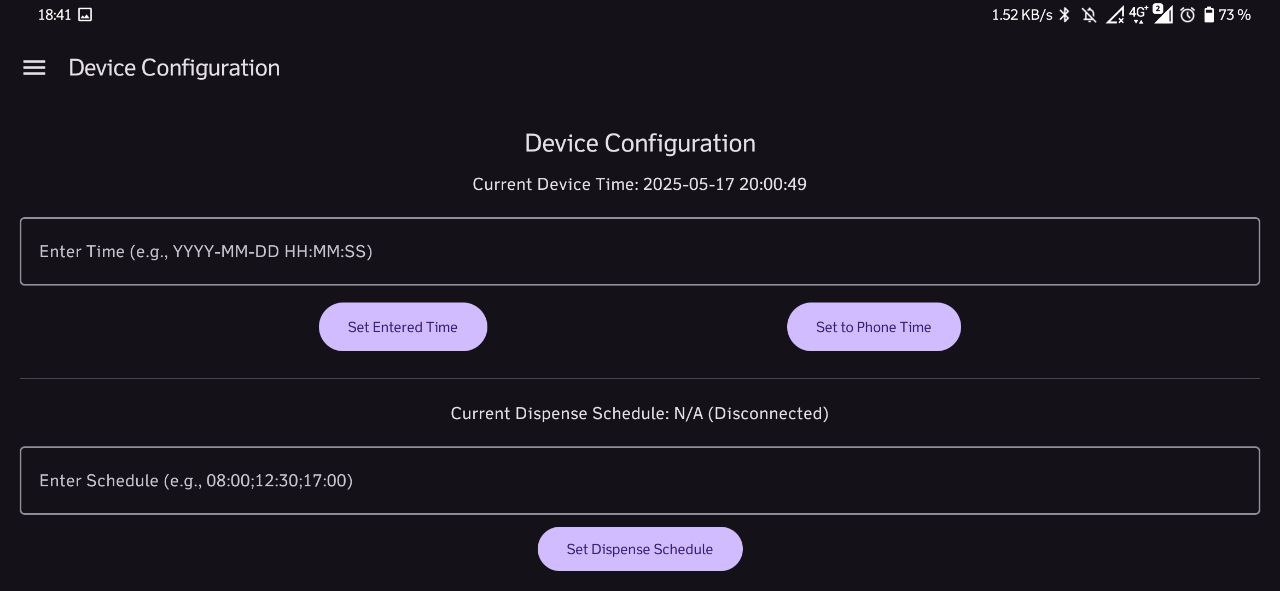 18:41 1.52 KB/s 4G+ 2 73 %
Device Configuration
Device Configuration
Current Device Time: 2025-05-17 20:00:49
Enter Time (e.g., YYYY-MM-DD HH:MM:SS)
Set Entered Time Set to Phone Time
Current Dispense Schedule: N/A (Disconnected)
Enter Schedule (e.g., 08:00;12:30;17:00)
Set Dispense Schedule